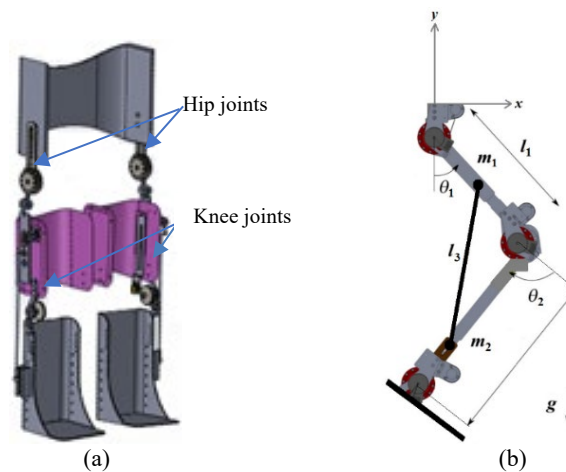 Hip joints
Knee joints
(a)
y
x
l1
m1
θ1
l3
θ2
m2
g
(b)